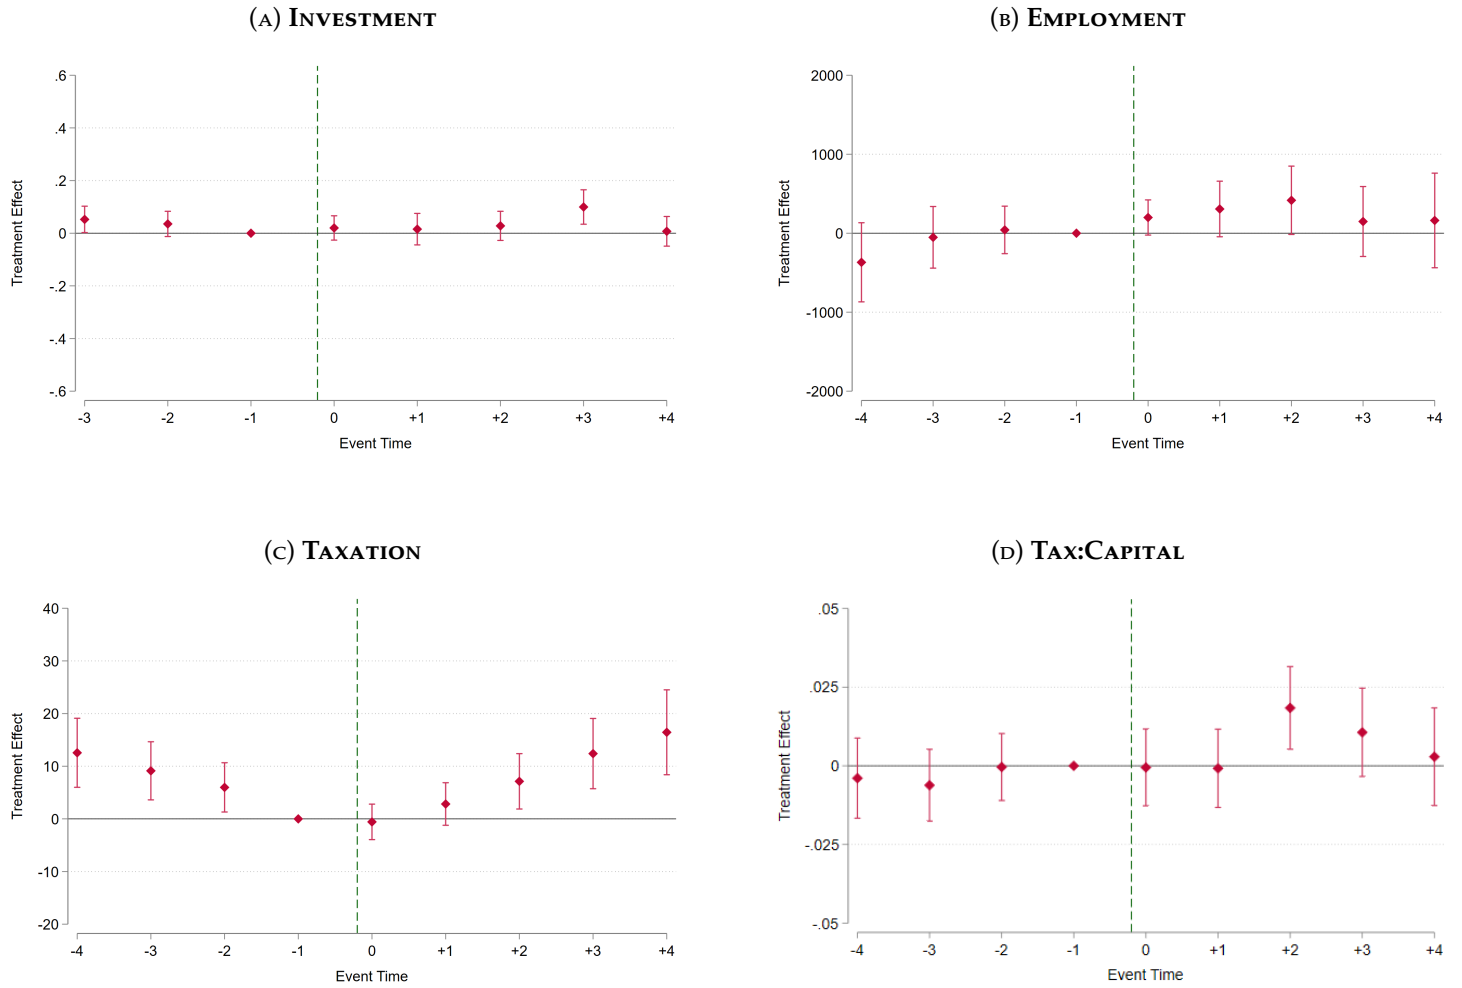 (A) INVESTMENT
.6
.4
.2
0
-.2
-.4
-.6
Treatment Effect
-3 -2 -1 0 +1 +2 +3 +4
Event Time
(B) EMPLOYMENT
2000
1000
0
-1000
-2000
Treatment Effect
-4 -3 -2 -1 0 +1 +2 +3 +4
Event Time
(C) TAXATION
40
30
20
10
0
-10
-20
Treatment Effect
-4 -3 -2 -1 0 +1 +2 +3 +4
Event Time
(D) TAX:CAPITAL
.05
.025
0
-.025
-.05
Treatment Effect
-4 -3 -2 -1 0 +1 +2 +3 +4
Event Time